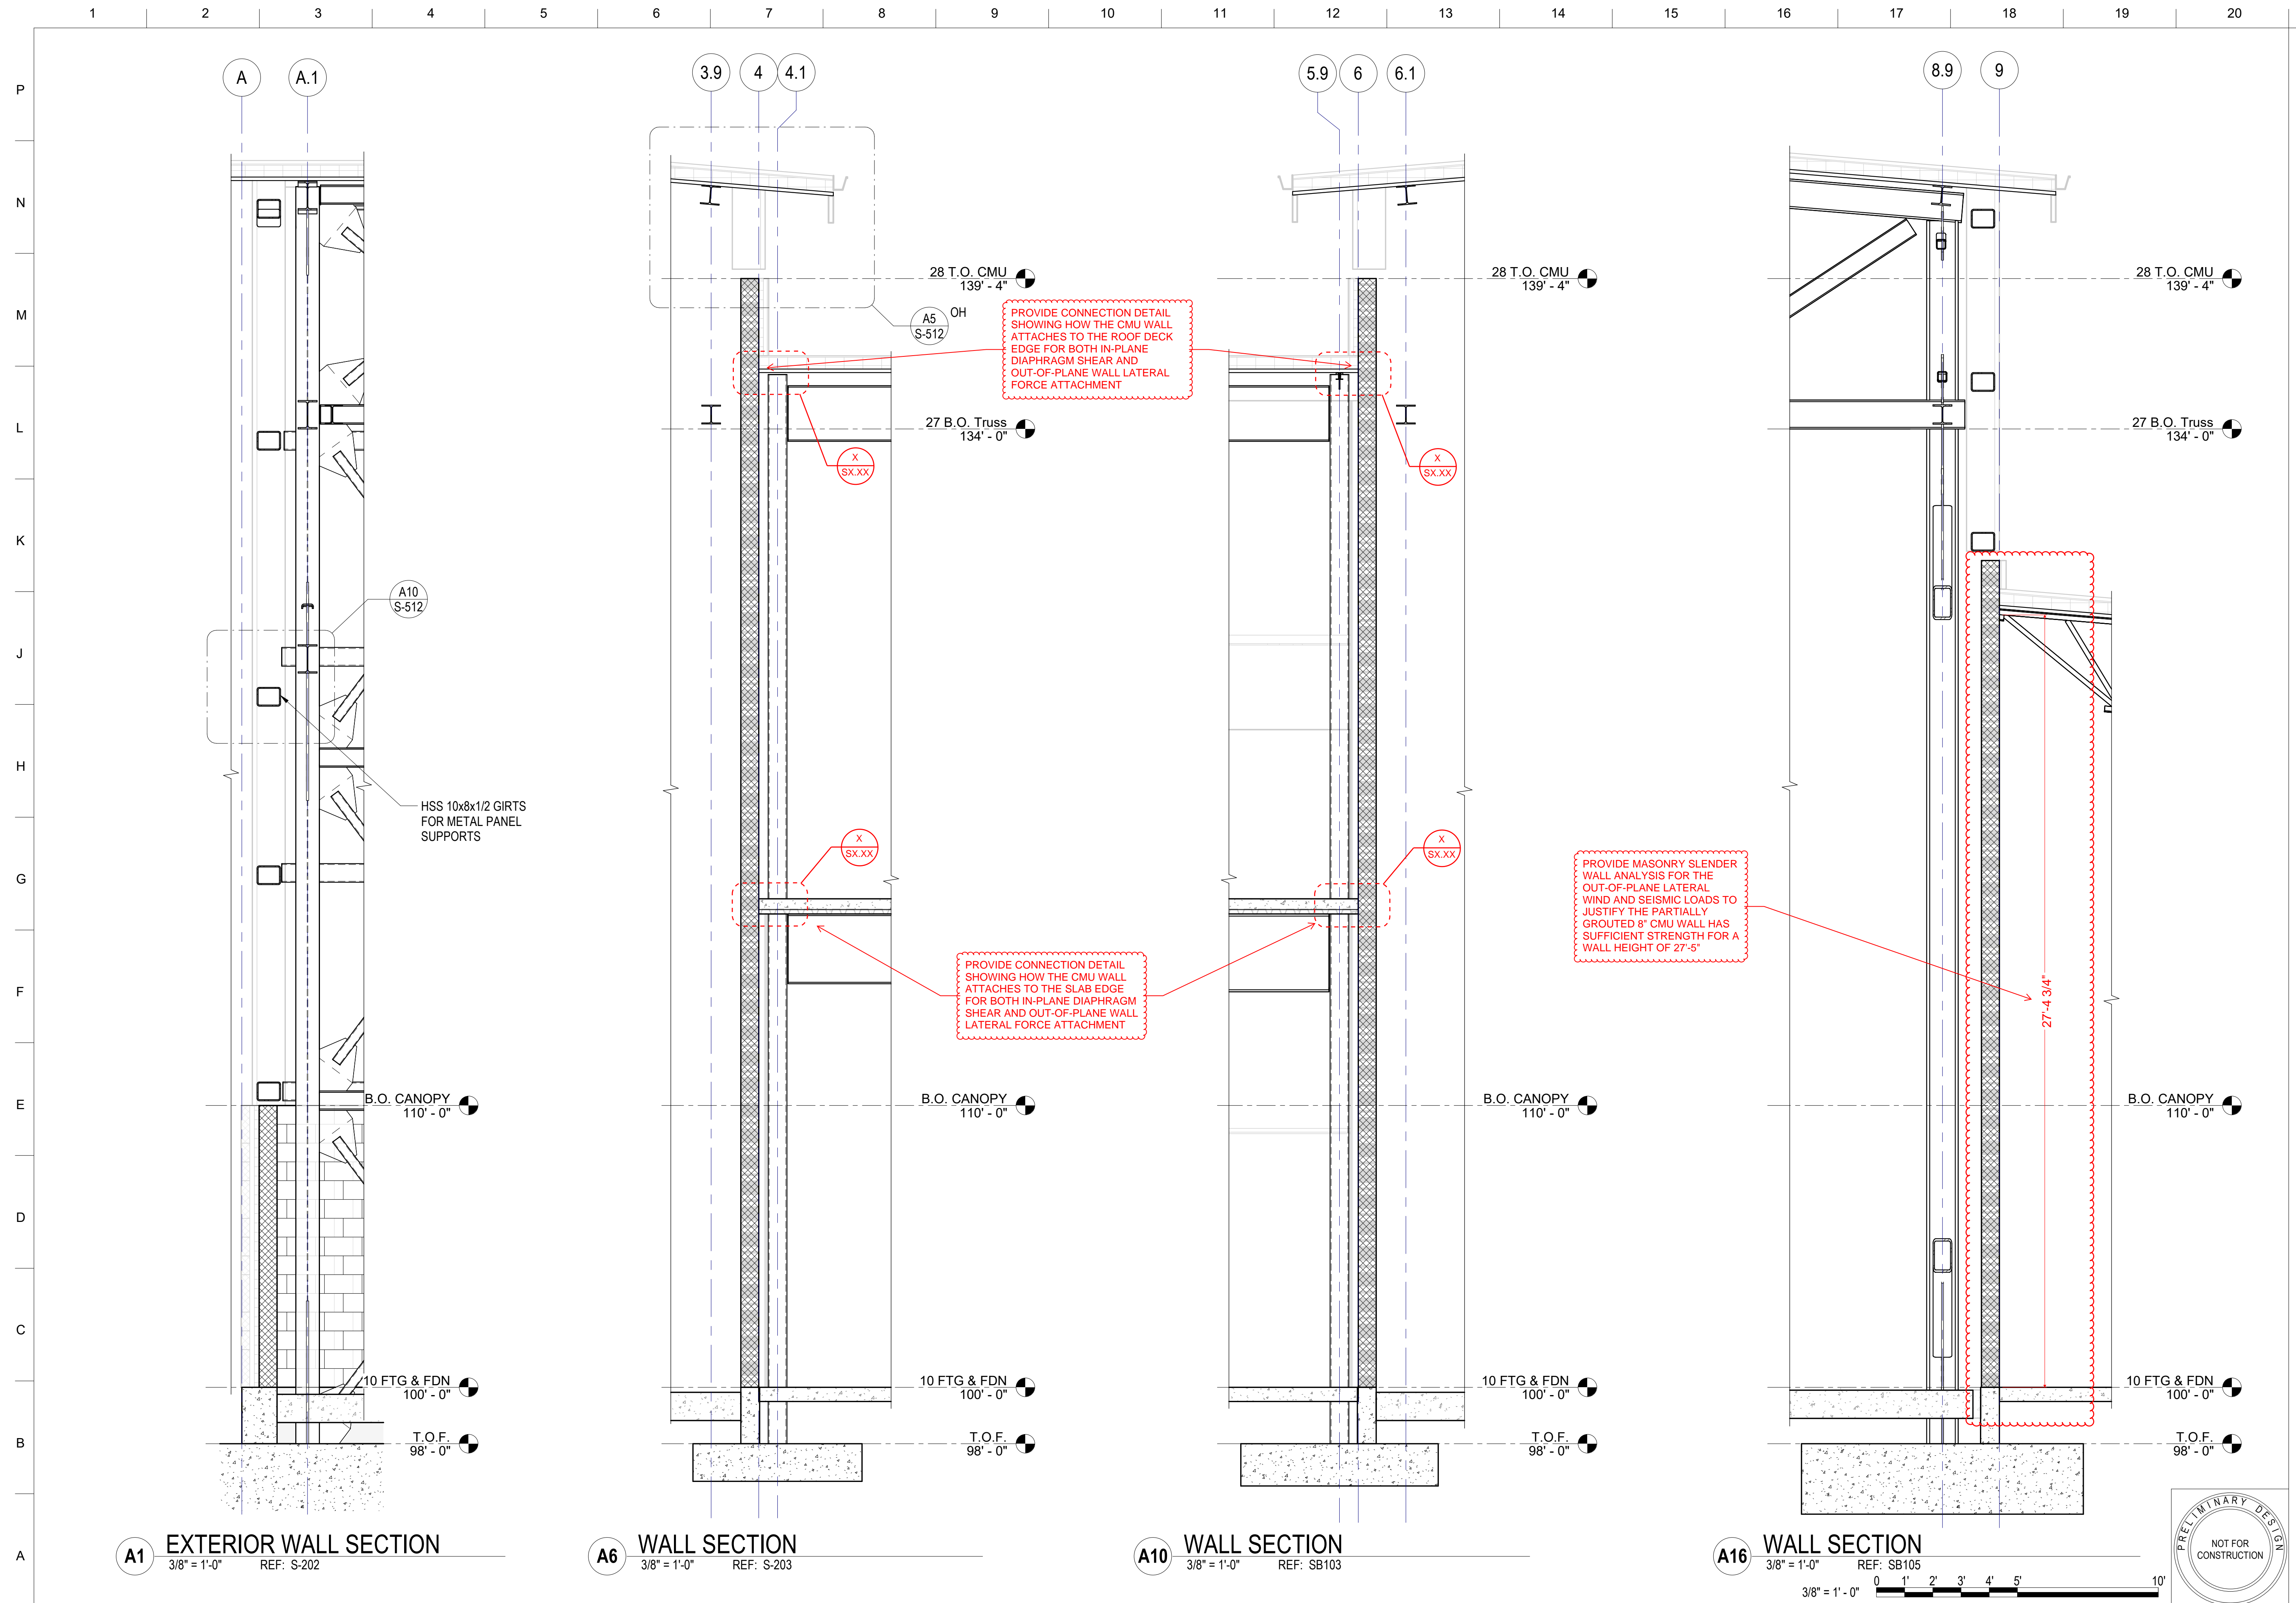 1 2 3 4 5 6 7 8 9 10 11 12 13 14 15 16 17 18 19 20
P
N
M
L
K
J
H
G
F
E
D
C
B
A
A A.1
A10
S-512
HSS 10x8x1/2 GIRTS
FOR METAL PANEL
SUPPORTS
B.O. CANOPY
110' - 0"
10 FTG & FDN
100' - 0"
T.O.F.
98' - 0"
A1 EXTERIOR WALL SECTION
3/8" = 1'-0" REF: S-202
3.9 4 4.1
28 T.O. CMU
139' - 4"
A5
S-512
OH
PROVIDE CONNECTION DETAIL
SHOWING HOW THE CMU WALL
ATTACHES TO THE ROOF DECK
EDGE FOR BOTH IN-PLANE
DIAPHRAGM SHEAR AND
OUT-OF-PLANE WALL LATERAL
FORCE ATTACHMENT
27 B.O. Truss
134' - 0"
X
SX.XX
X
SX.XX
PROVIDE CONNECTION DETAIL
SHOWING HOW THE CMU WALL
ATTACHES TO THE SLAB EDGE
FOR BOTH IN-PLANE DIAPHRAGM
SHEAR AND OUT-OF-PLANE WALL
LATERAL FORCE ATTACHMENT
B.O. CANOPY
110' - 0"
10 FTG & FDN
100' - 0"
T.O.F.
98' - 0"
A6 WALL SECTION
3/8" = 1'-0" REF: S-203
5.9 6 6.1
28 T.O. CMU
139' - 4"
X
SX.XX
X
SX.XX
B.O. CANOPY
110' - 0"
10 FTG & FDN
100' - 0"
T.O.F.
98' - 0"
A10 WALL SECTION
3/8" = 1'-0" REF: SB103
8.9 9
28 T.O. CMU
139' - 4"
27 B.O. Truss
134' - 0"
PROVIDE MASONRY SLENDER
WALL ANALYSIS FOR THE
OUT-OF-PLANE LATERAL
WIND AND SEISMIC LOADS TO
JUSTIFY THE PARTIALLY
GROUTED 8" CMU WALL HAS
SUFFICIENT STRENGTH FOR A
WALL HEIGHT OF 27'-5"
27'-4 3/4"
B.O. CANOPY
110' - 0"
10 FTG & FDN
100' - 0"
T.O.F.
98' - 0"
A16 WALL SECTION
3/8" = 1'-0" REF: SB105
3/8" = 1' - 0" 0 1' 2' 3' 4' 5' 10'
PRELIMINARY DESIGN
NOT FOR
CONSTRUCTION